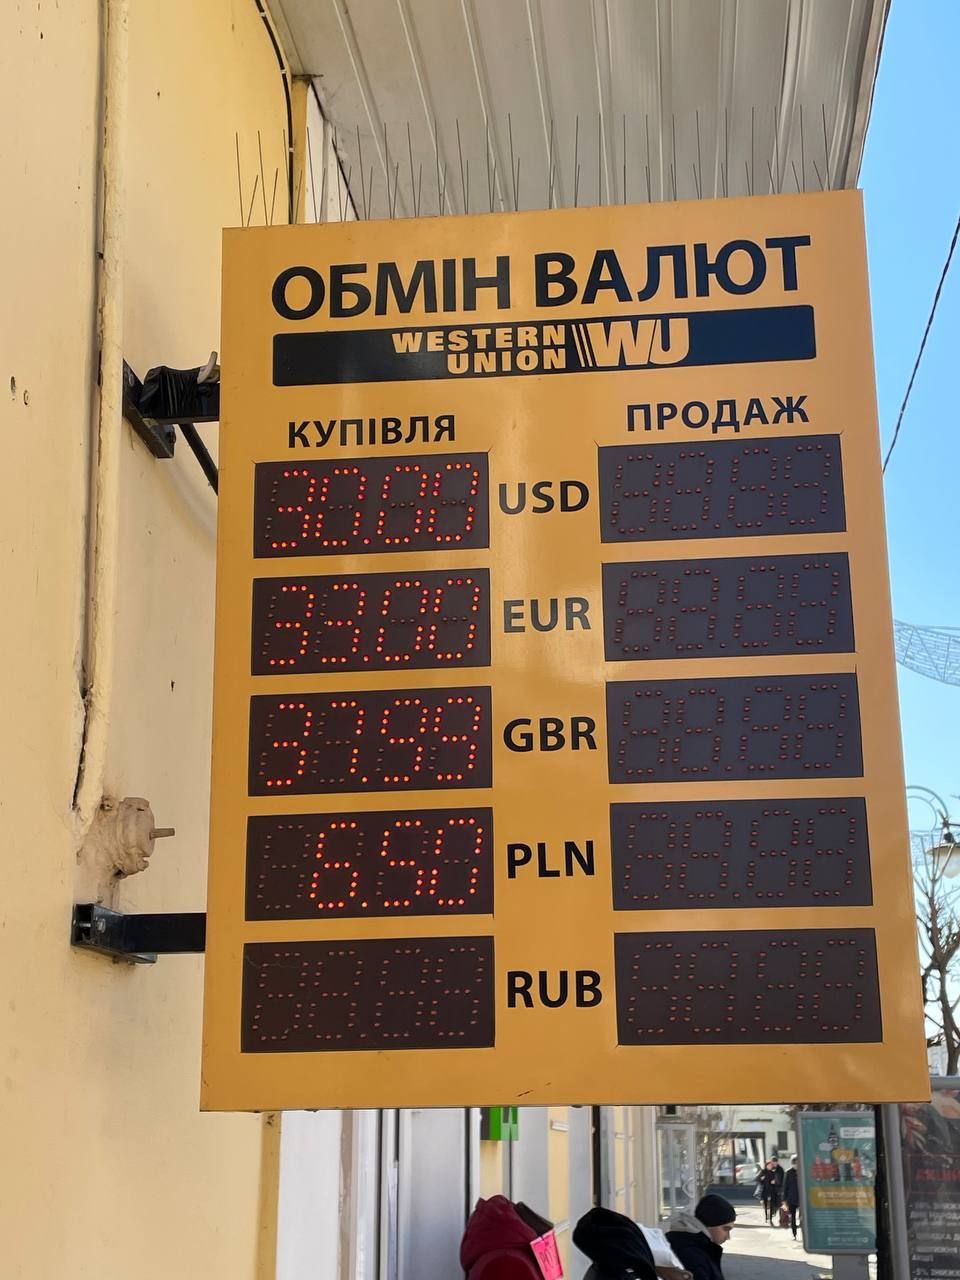 ОБМІН ВАЛЮТ
WESTERN UNION WU
КУПІВЛЯ ПРОДАЖ
30.00 USD
33.00 EUR
37.99 GBR
6.50 PLN
RUB